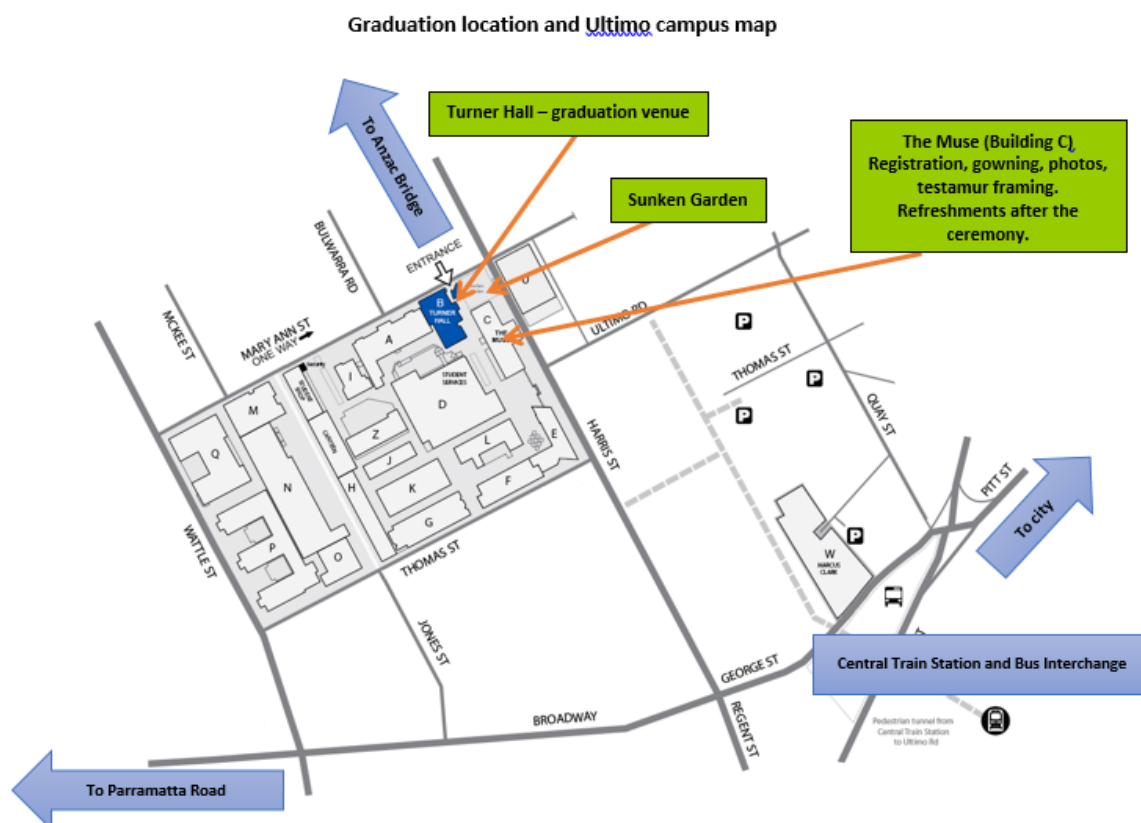 Graduation location and Ultimo campus map
To Anzac Bridge
Turner Hall – graduation venue
Sunken Garden
The Muse (Building C)
Registration, gowning, photos,
testamur framing.
Refreshments after the
ceremony.
BULWARRA RD
ENTRANCE
MCKEE ST
MARY ANN ST
ONE WAY
B
TURNER
HALL
U
C
THE
MUSE
ULTIMO RD
P
THOMAS ST
P
P
QUAY ST
A
I
STUDENT
SERVICES
D
M
Q
Z
J
L
E
N
H
K
F
G
P
O
HARRIS ST
WATTLE ST
THOMAS ST
PITT ST
To city
P
W
MARCUS
CLARK
JONES ST
GEORGE ST
Central Train Station and Bus Interchange
BROADWAY
REGENT ST
Pedestrian tunnel from
Central Train Station
to Ultimo Rd
To Parramatta Road